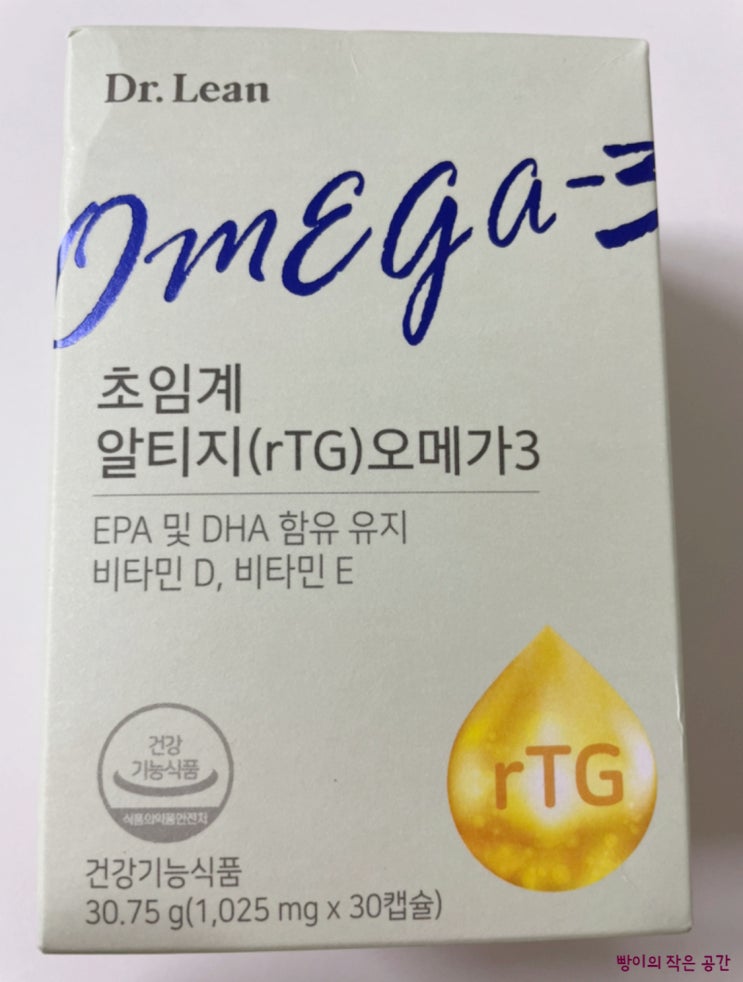 Dr. Lean
Omega-3
초임계
알티지(rTG)오메가3
EPA 및 DHA 함유 유지
비타민 D, 비타민 E
rTG
건강
기능식품
식품의약품안전처
건강기능식품
30.75 g(1,025 mg x 30캡슐)
빵이의 작은 공간